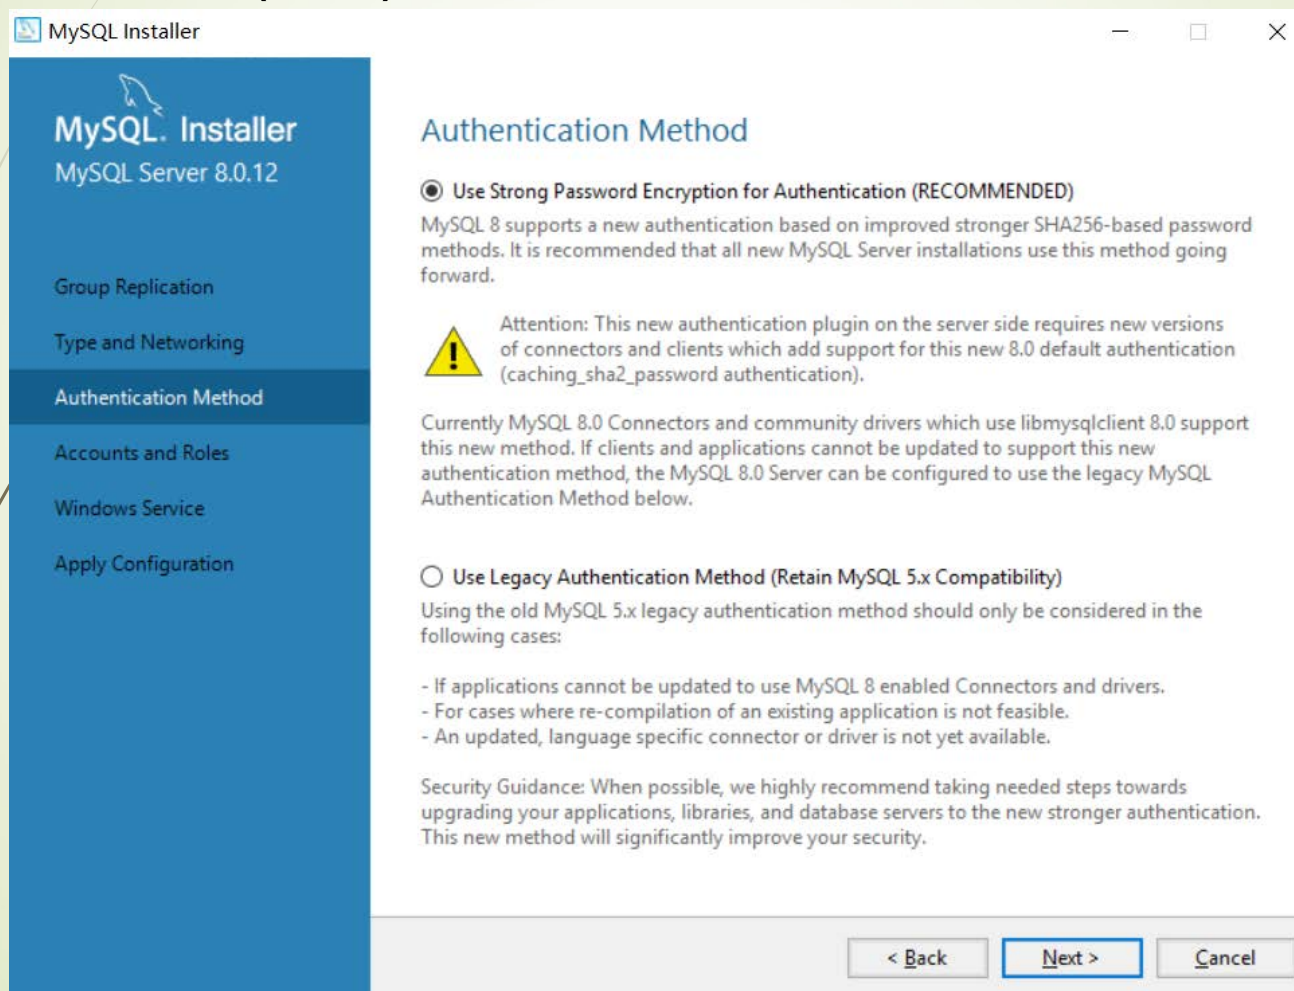 MySQL Installer
MySQL. Installer
MySQL Server 8.0.12
Group Replication
Type and Networking
Authentication Method
Accounts and Roles
Windows Service
Apply Configuration
Authentication Method
Use Strong Password Encryption for Authentication (RECOMMENDED)
MySQL 8 supports a new authentication based on improved stronger SHA256-based password
methods. It is recommended that all new MySQL Server installations use this method going
forward.
Attention: This new authentication plugin on the server side requires new versions
of connectors and clients which add support for this new 8.0 default authentication
(caching_sha2_password authentication).
Currently MySQL 8.0 Connectors and community drivers which use libmysqlclient 8.0 support
this new method. If clients and applications cannot be updated to support this new
authentication method, the MySQL 8.0 Server can be configured to use the legacy MySQL
Authentication Method below.
Use Legacy Authentication Method (Retain MySQL 5.x Compatibility)
Using the old MySQL 5.x legacy authentication method should only be considered in the
following cases:
- If applications cannot be updated to use MySQL 8 enabled Connectors and drivers.
- For cases where re-compilation of an existing application is not feasible.
- An updated, language specific connector or driver is not yet available.
Security Guidance: When possible, we highly recommend taking needed steps towards
upgrading your applications, libraries, and database servers to the new stronger authentication.
This new method will significantly improve your security.
< Back
Next >
Cancel